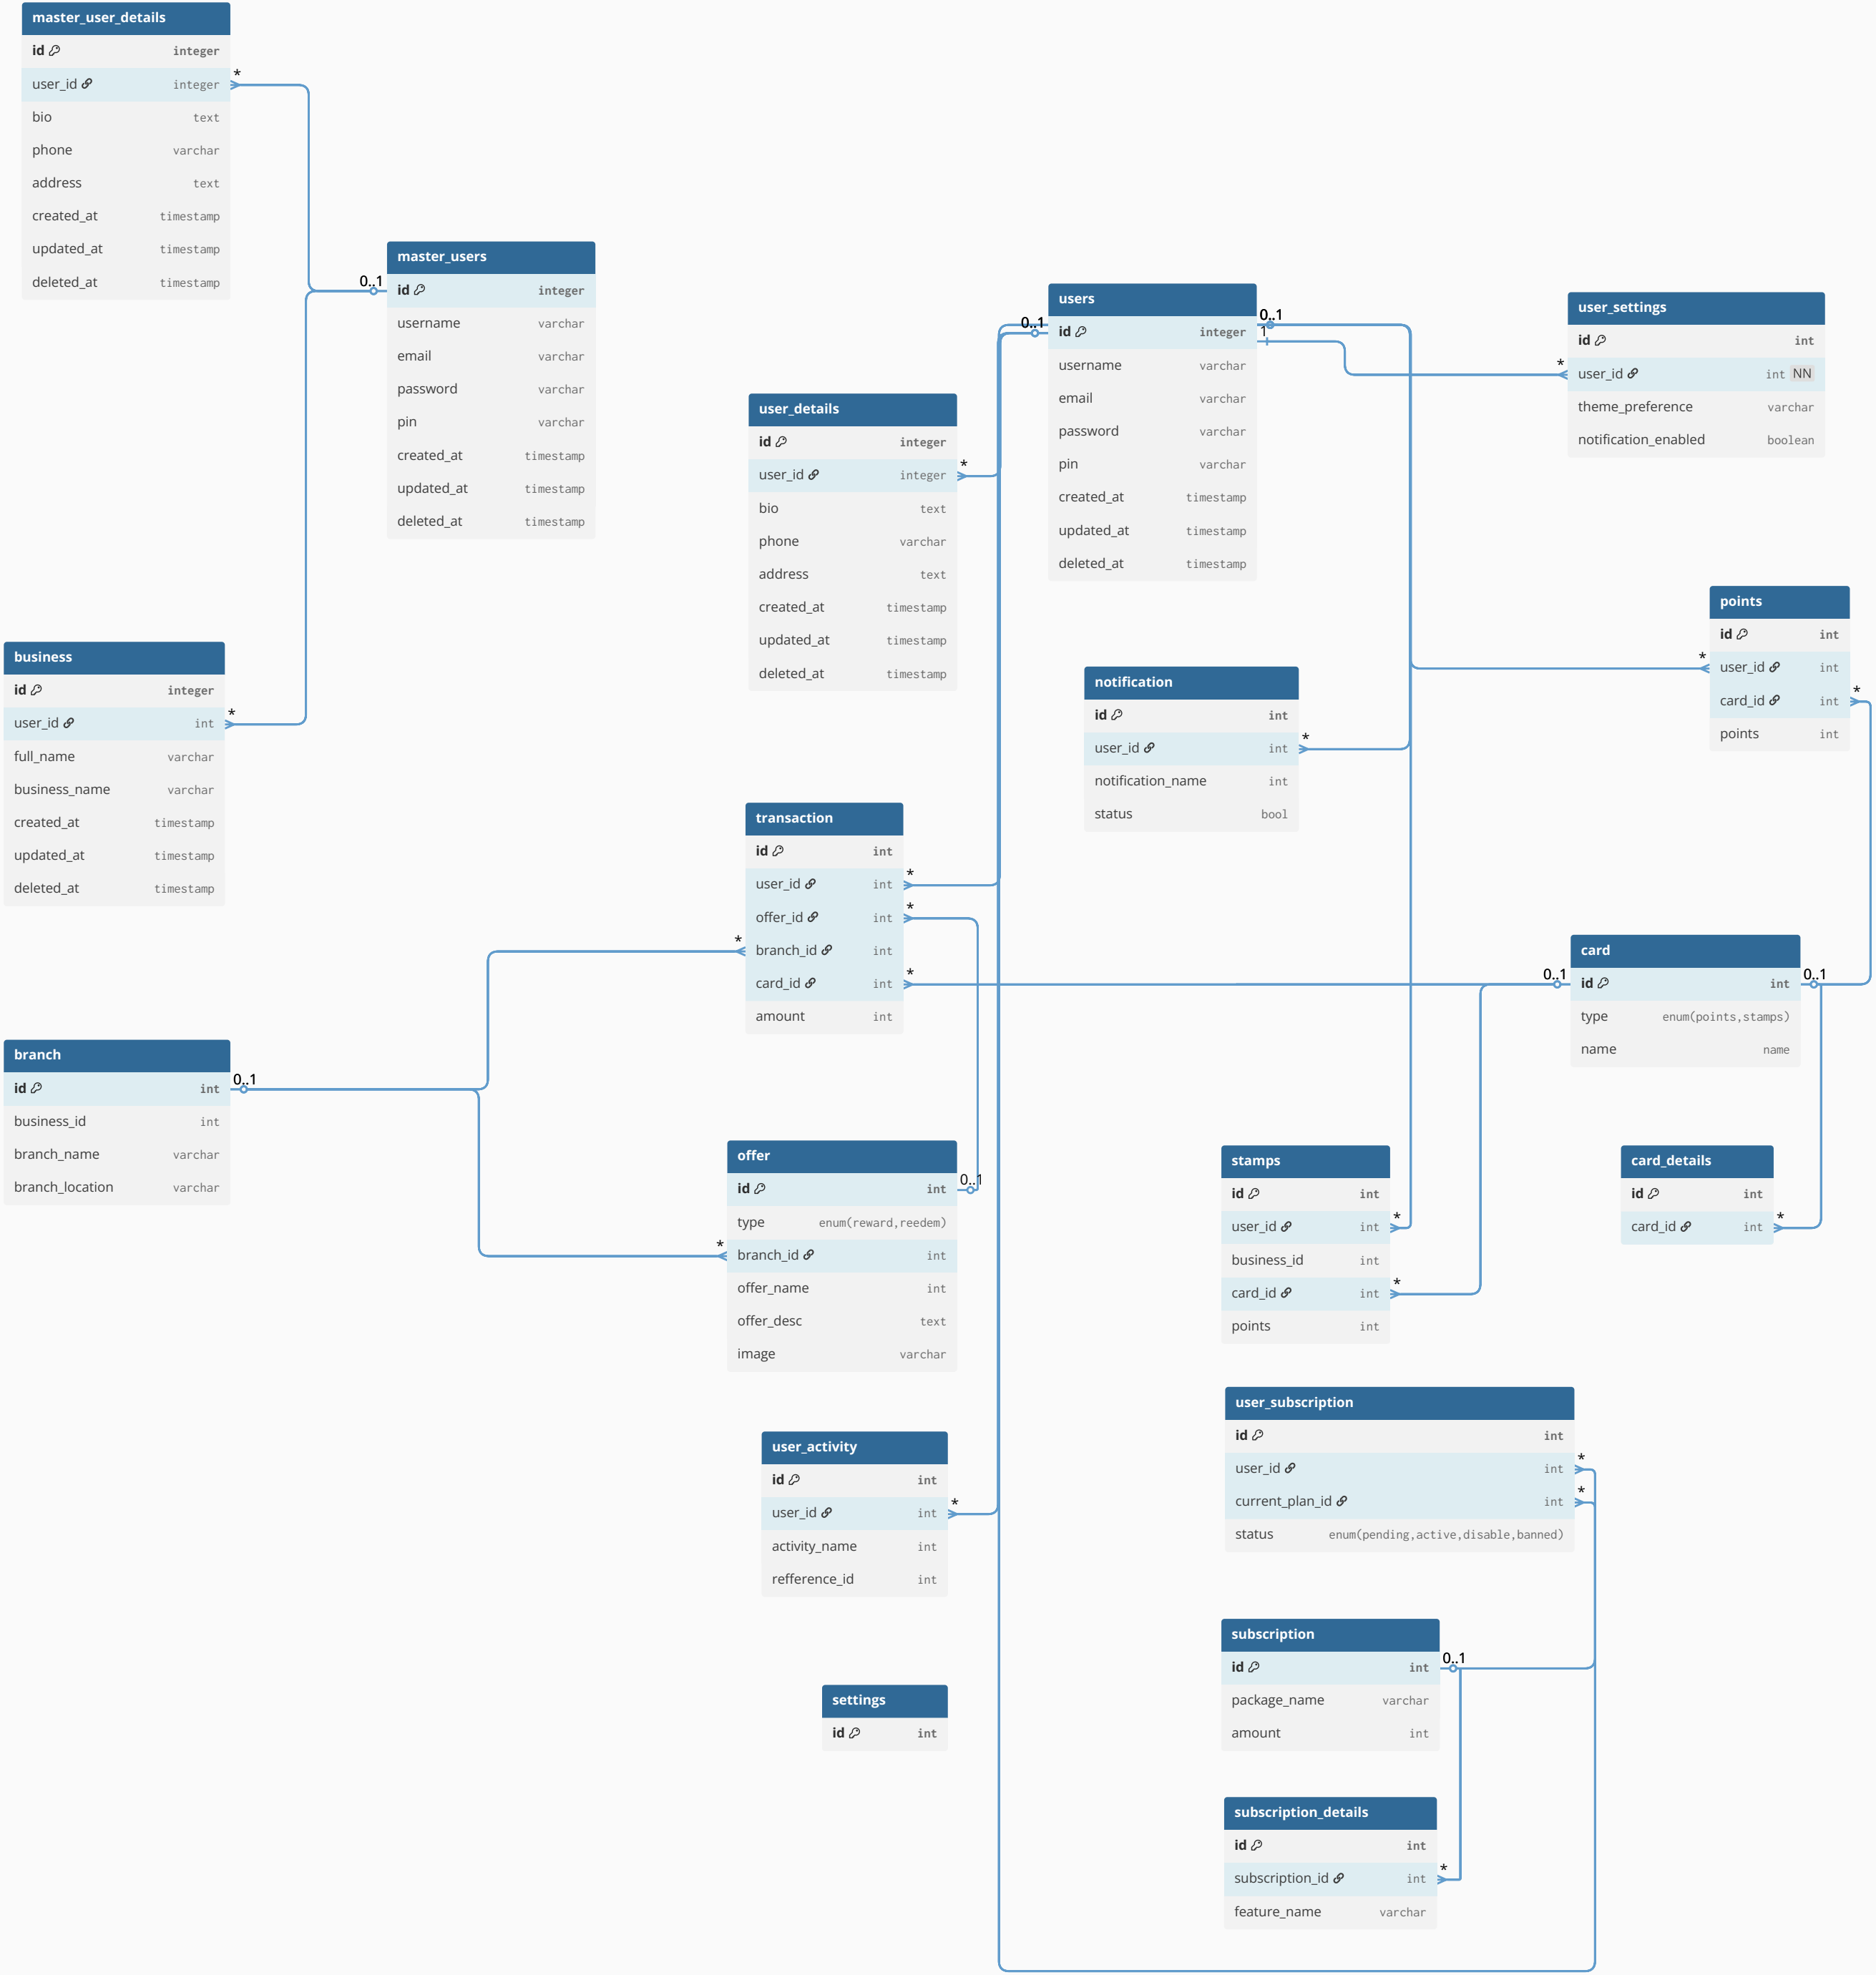 master_user_details
id integer
user_id integer
bio text
phone varchar
address text
created_at timestamp
updated_at timestamp
deleted_at timestamp
*
master_users
0..1
id integer
username varchar
email varchar
password varchar
pin varchar
created_at timestamp
updated_at timestamp
deleted_at timestamp
users
0..1
0..1
1
id integer
username varchar
email varchar
password varchar
pin varchar
created_at timestamp
updated_at timestamp
deleted_at timestamp
user_settings
id int
*
user_id int NN
theme_preference varchar
notification_enabled boolean
user_details
id integer
user_id integer
*
bio text
phone varchar
address text
created_at timestamp
updated_at timestamp
deleted_at timestamp
points
id int
*
user_id int
card_id int
*
points int
business
id integer
user_id int
*
full_name varchar
business_name varchar
created_at timestamp
updated_at timestamp
deleted_at timestamp
notification
id int
user_id int
*
notification_name int
status bool
transaction
id int
user_id int
*
offer_id int
*
*
branch_id int
card_id int
*
amount int
card
0..1
id int
0..1
type enum(points,stamps)
name name
branch
id int
0..1
business_id int
branch_name varchar
branch_location varchar
offer
id int
0..1
type enum(reward,reedem)
*
branch_id int
offer_name int
offer_desc text
image varchar
stamps
id int
user_id int
*
business_id int
card_id int
*
points int
card_details
id int
card_id int
*
user_subscription
id int
user_id int
*
current_plan_id int
*
status enum(pending,active,disable,banned)
user_activity
id int
user_id int
*
activity_name int
refference_id int
subscription
id int
0..1
package_name varchar
amount int
settings
id int
subscription_details
id int
subscription_id int
*
feature_name varchar